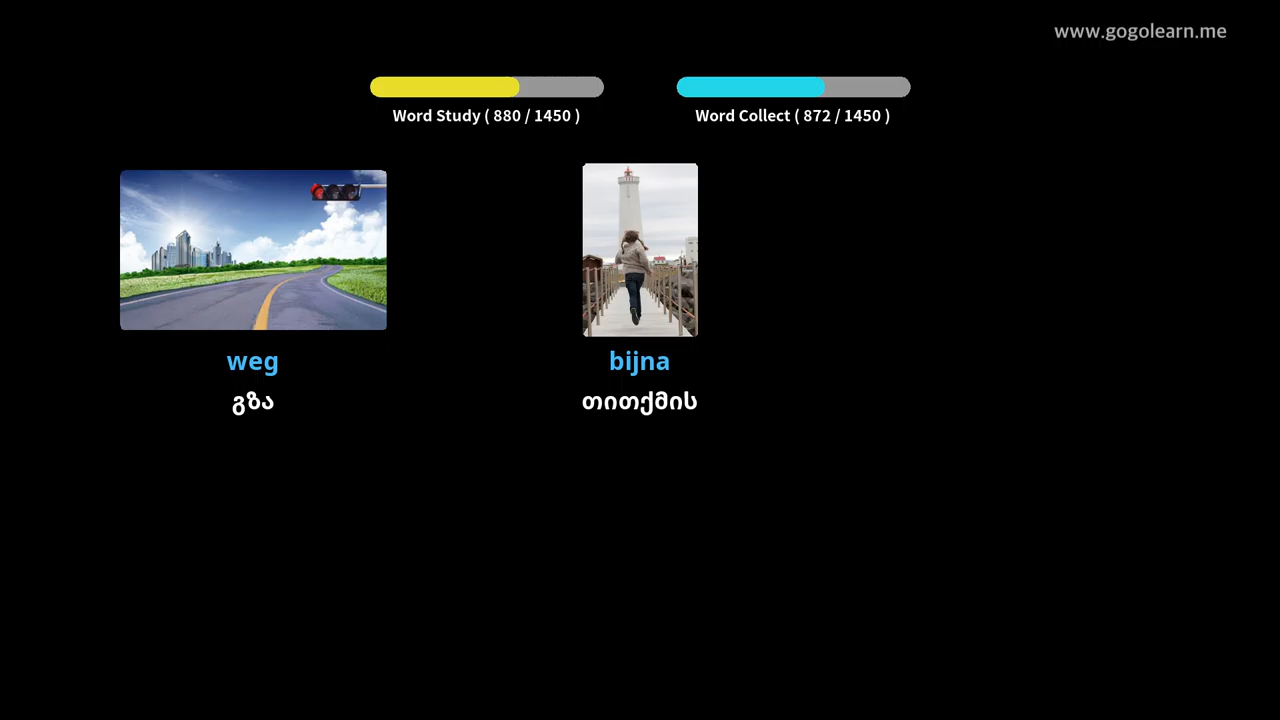 www.gogolearn.me
Word Study ( 880 / 1450 )
Word Collect ( 872 / 1450 )
weg
გზა
bijna
თითქმის